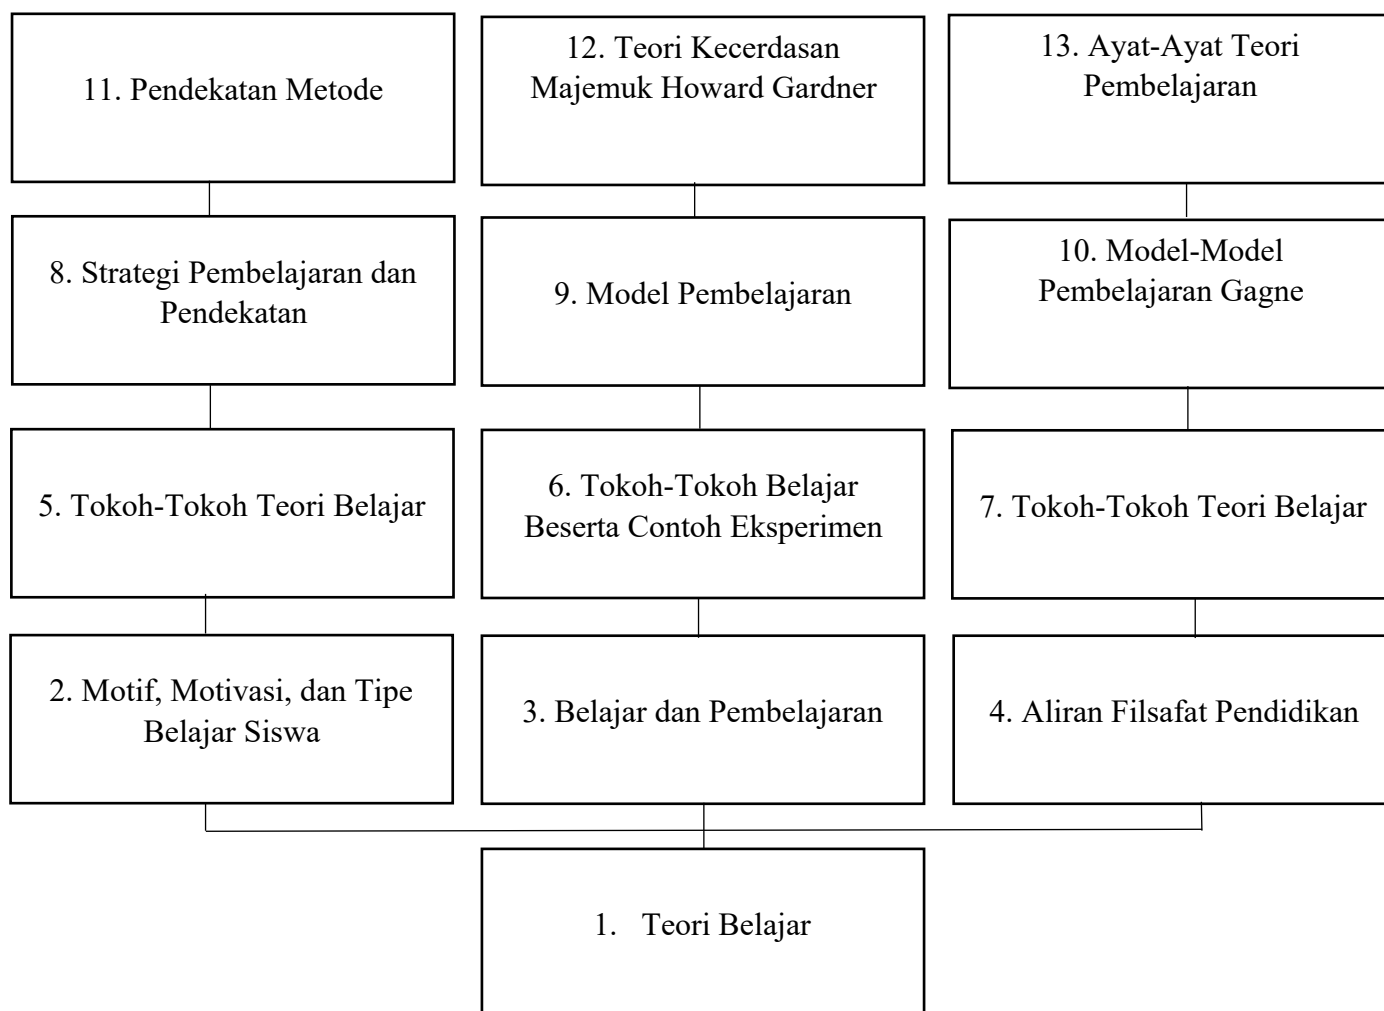 11. Pendekatan Metode
12. Teori Kecerdasan
Majemuk Howard Gardner
13. Ayat-Ayat Teori
Pembelajaran
8. Strategi Pembelajaran dan
Pendekatan
9. Model Pembelajaran
10. Model-Model
Pembelajaran Gagne
5. Tokoh-Tokoh Teori Belajar
6. Tokoh-Tokoh Belajar
Beserta Contoh Eksperimen
7. Tokoh-Tokoh Teori Belajar
2. Motif, Motivasi, dan Tipe
Belajar Siswa
3. Belajar dan Pembelajaran
4. Aliran Filsafat Pendidikan
1. Teori Belajar